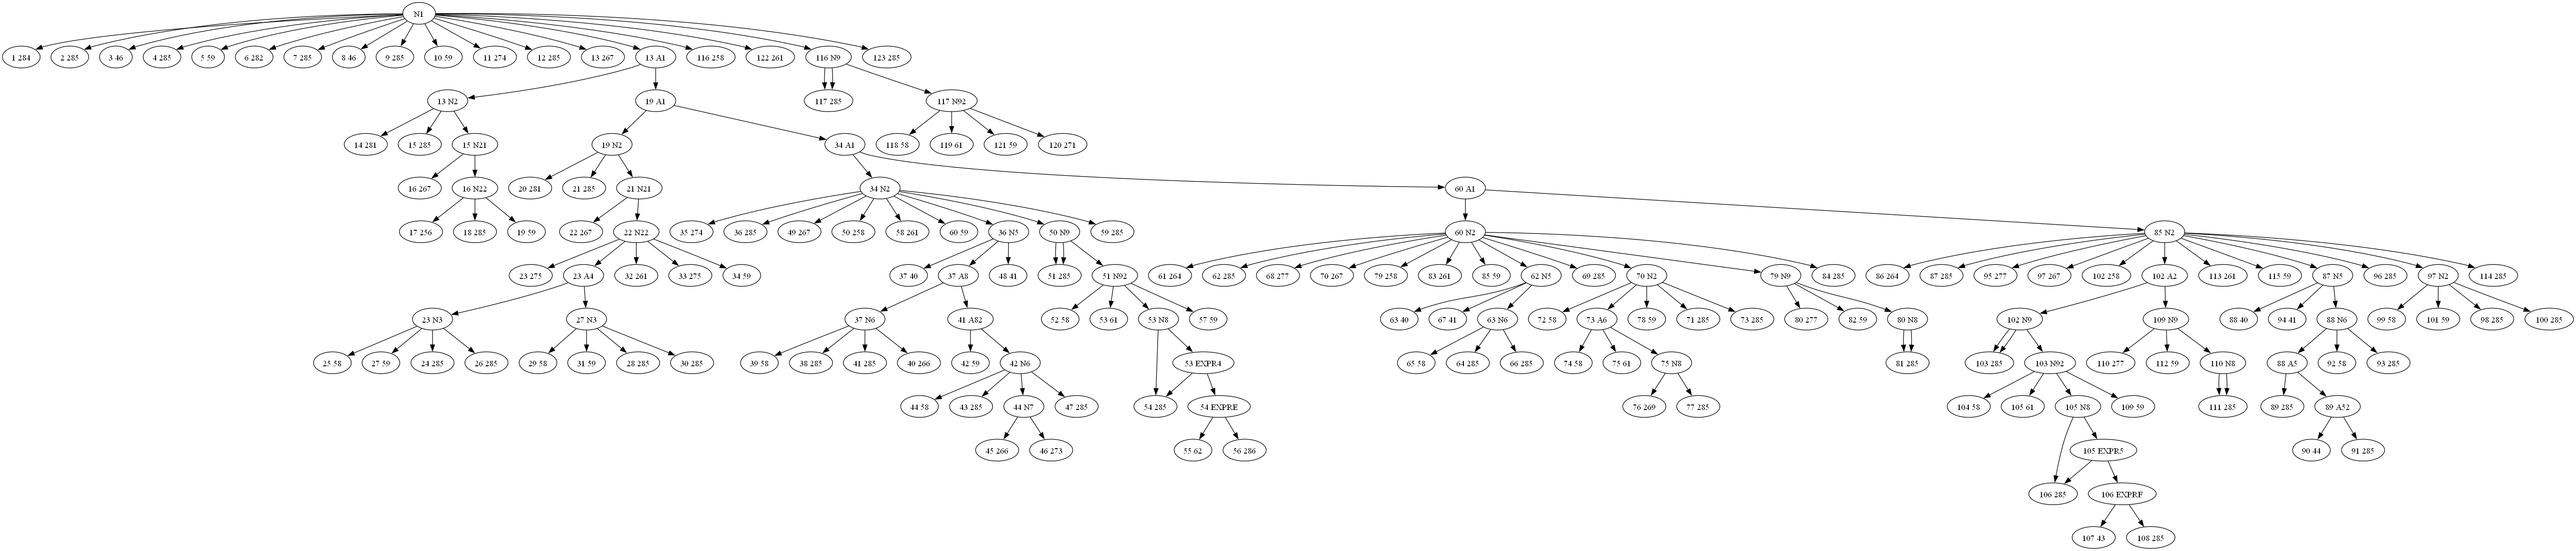 N1
1 284 2 285 3 46 4 285 5 59 6 282 7 285 8 46 9 285 10 59 11 274 12 285 13 267 13 A1 116 258 122 261 116 N9 123 285
13 N2 19 A1 117 285 117 N92
14 281 15 285 15 N21 19 N2 34 A1 118 58 119 61 121 59 120 271
16 267 16 N22 20 281 21 285 21 N21 34 N2 60 A1
17 256 18 285 19 59 22 267 22 N22 35 274 36 285 49 267 50 258 58 261 60 59 36 N5 50 N9 59 285 60 N2 85 N2
23 275 23 A4 32 261 33 275 34 59 37 40 37 A8 48 41 51 285 51 N92 61 264 62 285 68 277 70 267 79 258 83 261 85 59 62 N5 69 285 70 N2 79 N9 84 285 86 264 87 285 95 277 97 267 102 258 102 A2 113 261 115 59 87 N5 96 285 97 N2 114 285
23 N3 27 N3 37 N6 41 A82 52 58 53 61 53 N8 57 59 63 40 67 41 63 N6 72 58 73 A6 78 59 71 285 73 285 80 277 82 59 80 N8 102 N9 109 N9 88 40 94 41 88 N6 99 58 101 59 98 285 100 285
25 58 27 59 24 285 26 285 29 58 31 59 28 285 30 285 39 58 38 285 41 285 40 266 42 59 42 N6 53 EXPR4 65 58 64 285 66 285 74 58 75 61 75 N8 81 285 103 285 103 N92 110 277 112 59 110 N8 88 A5 92 58 93 285
44 58 43 285 44 N7 47 285 54 285 54 EXPRE 76 269 77 285 104 58 105 61 105 N8 109 59 111 285 89 285 89 A52
45 266 46 273 55 62 56 286 105 EXPR5 90 44 91 285
106 285 106 EXPRF
107 43 108 285